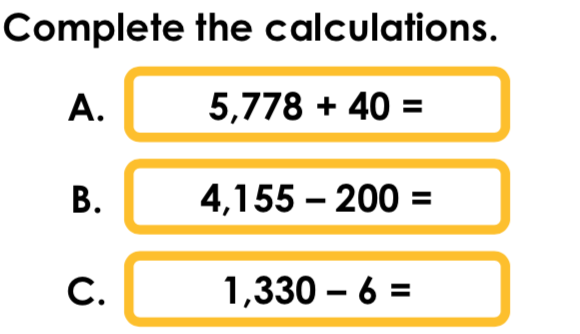 Complete the calculations.
A. 5,778 + 40 =
B. 4,155 – 200 =
C. 1,330 – 6 =